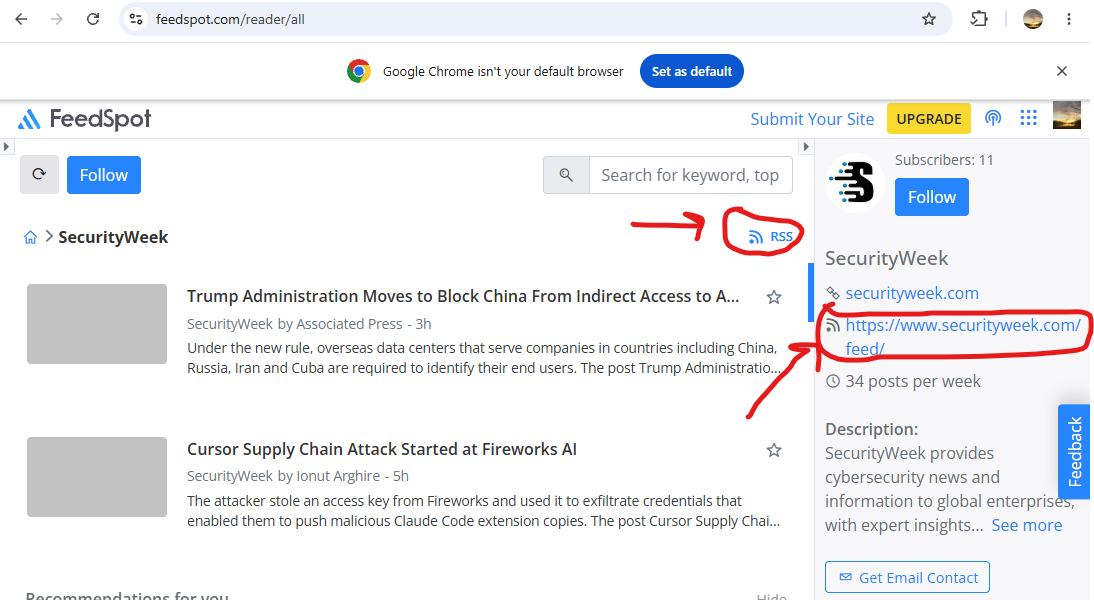 feedspot.com/reader/all
Google Chrome isn't your default browser
Set as default
FeedSpot
Submit Your Site
UPGRADE
Follow
Search for keyword, top
SecurityWeek
RSS
Trump Administration Moves to Block China From Indirect Access to A...
SecurityWeek by Associated Press - 3h
Under the new rule, overseas data centers that serve companies in countries including China,
Russia, Iran and Cuba are required to identify their end users. The post Trump Administratio...
Cursor Supply Chain Attack Started at Fireworks AI
SecurityWeek by Ionut Arghire - 5h
The attacker stole an access key from Fireworks and used it to exfiltrate credentials that
enabled them to push malicious Claude Code extension copies. The post Cursor Supply Chai...
Recommendations for you
Hide
Subscribers: 11
Follow
SecurityWeek
securityweek.com
https://www.securityweek.com/
feed/
34 posts per week
Description:
SecurityWeek provides
cybersecurity news and
information to global enterprises,
with expert insights... See more
Get Email Contact
Feedback